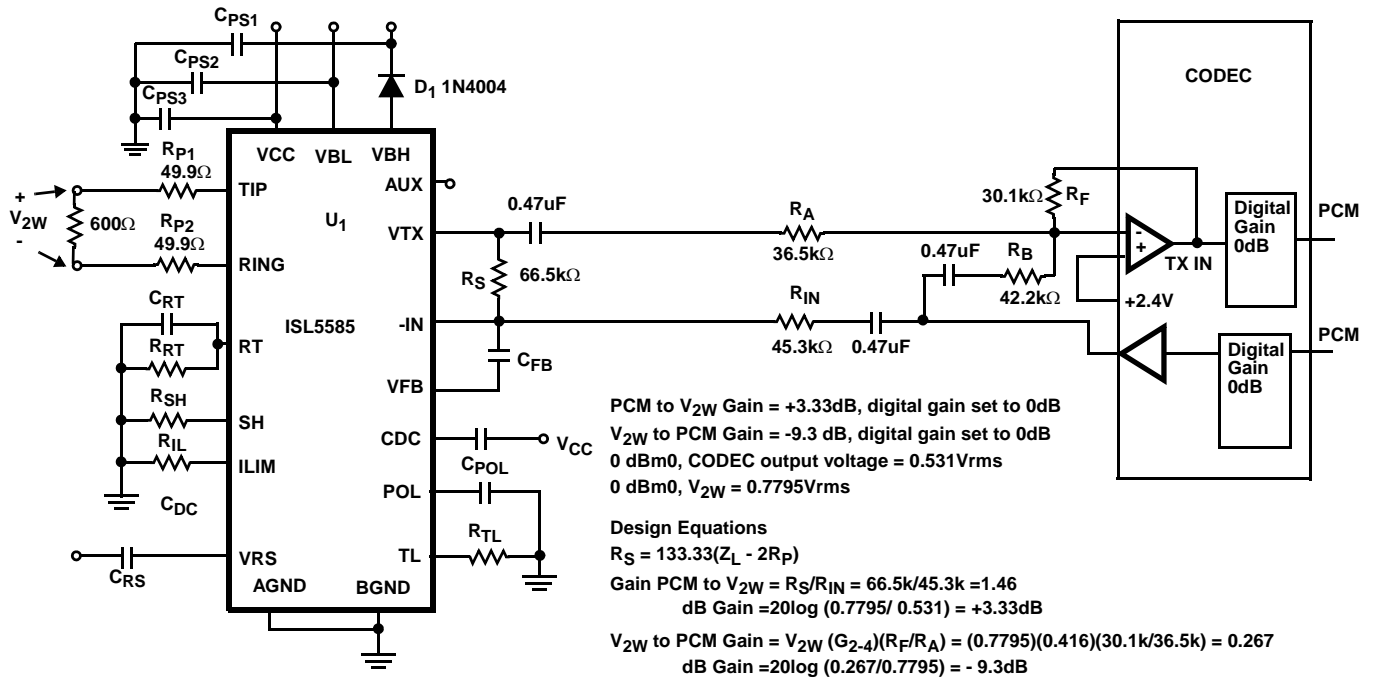 CPS1
CPS2
CPS3
D1 1N4004
CODEC
RP1
49.9Ω
VCC
VBL
VBH
TIP
AUX
+
V2W
-
600Ω
RP2
49.9Ω
RING
U1
VTX
0.47uF
RS
66.5kΩ
RA
36.5kΩ
30.1kΩ
RF
0.47uF
RB
42.2kΩ
-
+
TX IN
+2.4V
Digital
Gain
0dB
PCM
CRT
RRT
RT
ISL5585
-IN
RIN
45.3kΩ
0.47uF
CFB
VFB
Digital
Gain
0dB
PCM
RSH
SH
RIL
ILIM
CDC
CDC
VCC
CPOL
POL
RTL
TL
CRS
VRS
AGND
BGND
PCM to V2W Gain = +3.33dB, digital gain set to 0dB
V2W to PCM Gain = -9.3 dB, digital gain set to 0dB
0 dBm0, CODEC output voltage = 0.531Vrms
0 dBm0, V2W = 0.7795Vrms
Design Equations
RS = 133.33(ZL - 2RP)
Gain PCM to V2W = RS/RIN = 66.5k/45.3k =1.46
dB Gain =20log (0.7795/ 0.531) = +3.33dB
V2W to PCM Gain = V2W (G2-4)(RF/RA) = (0.7795)(0.416)(30.1k/36.5k) = 0.267
dB Gain =20log (0.267/0.7795) = - 9.3dB